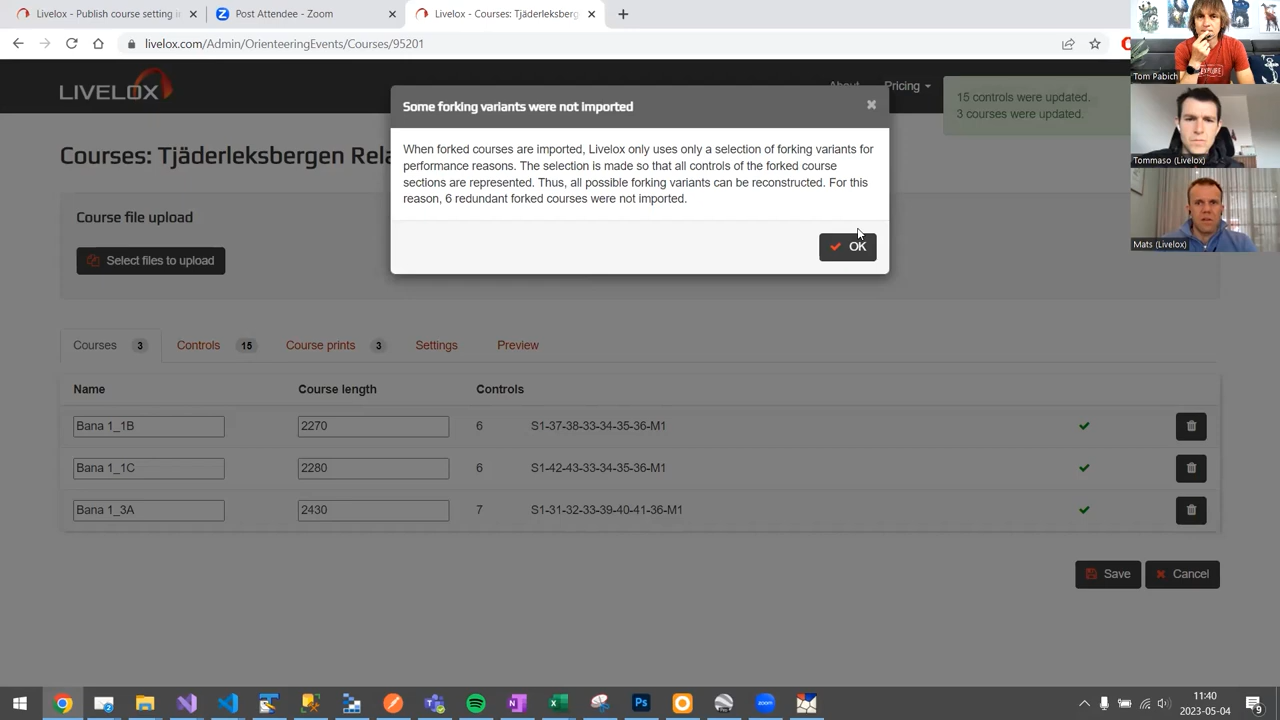 Livelox - Publish course setting i
Post Attendee - Zoom
Livelox - Courses: Tjäderleksberg
livelox.com/Admin/OrienteeringEvents/Courses/95201
LIVELOX
About
Pricing
15 controls were updated.
3 courses were updated.
Tom Pabich
Tommaso (Livelox)
Mats (Livelox)
Courses: Tjäderleksbergen Rel
Some forking variants were not imported
When forked courses are imported, Livelox only uses only a selection of forking variants for
performance reasons. The selection is made so that all controls of the forked course
sections are represented. Thus, all possible forking variants can be reconstructed. For this
reason, 6 redundant forked courses were not imported.
OK
Course file upload
Select files to upload
Courses 3 Controls 15 Course prints 3 Settings Preview
Name Course length Controls
Bana 1_1B 2270 6 S1-37-38-33-34-35-36-M1
Bana 1_1C 2280 6 S1-42-43-33-34-35-36-M1
Bana 1_3A 2430 7 S1-31-32-33-39-40-41-36-M1
Save Cancel
11:40
2023-05-04